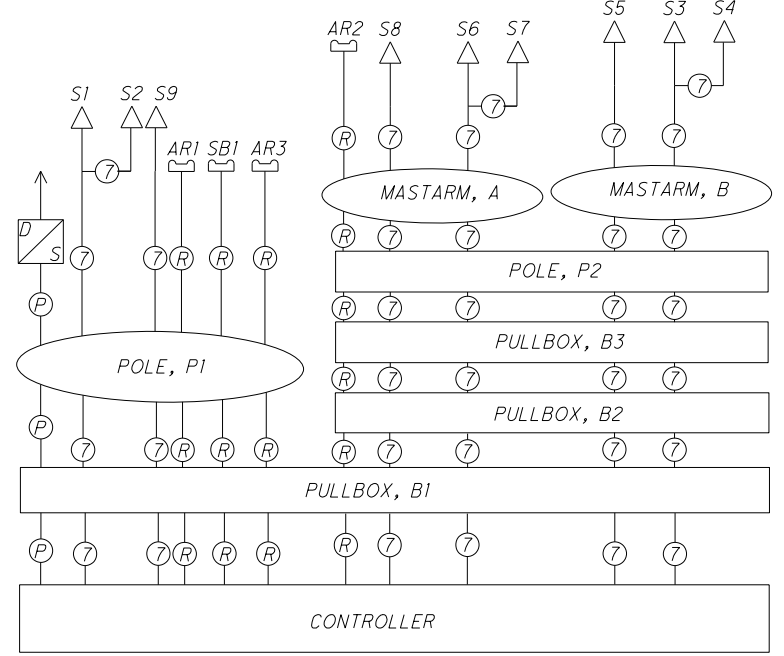 S5 S3 S4
AR2 S8 S6 S7
7
7
S1 S2 S9
R 7 7 7 7
AR1 SB1 AR3
7
MASTARM, A MASTARM, B
D
S
R 7 7 7 7
7 7 R R R
POLE, P2
P
R 7 7 7 7
PULLBOX, B3
POLE, P1
R 7 7 7 7
PULLBOX, B2
P
7 7 R R R R 7 7 7 7
PULLBOX, B1
P 7 7 R R R R 7 7 7 7
CONTROLLER